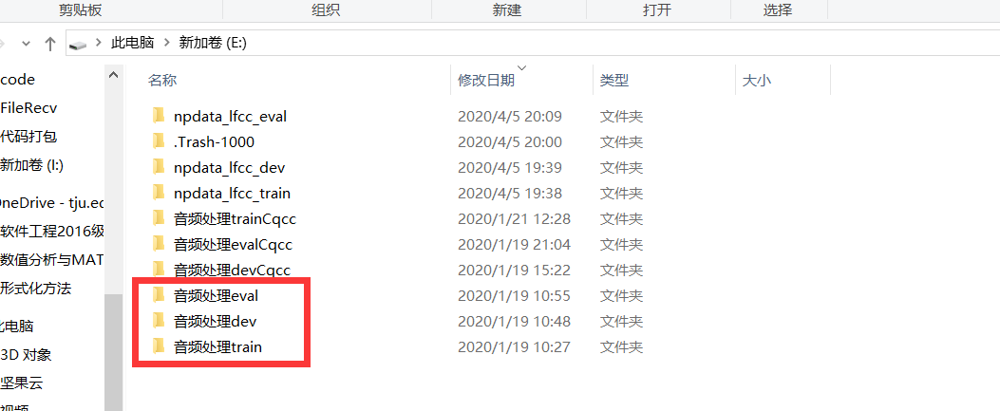 剪贴板 组织 新建 打开 选择
此电脑 新加卷 (E:)
名称 修改日期 类型 大小
code
FileRecv
代码打包
新加卷 (I:)
OneDrive - tju.ec
软件工程2016级
数值分析与MAT
形式化方法
此电脑
3D 对象
坚果云
视频
npdata_lfcc_eval 2020/4/5 20:09 文件夹
.Trash-1000 2020/4/5 20:00 文件夹
npdata_lfcc_dev 2020/4/5 19:39 文件夹
npdata_lfcc_train 2020/4/5 19:38 文件夹
音频处理trainCqcc 2020/1/21 12:28 文件夹
音频处理evalCqcc 2020/1/19 21:04 文件夹
音频处理devCqcc 2020/1/19 15:22 文件夹
音频处理eval 2020/1/19 10:55 文件夹
音频处理dev 2020/1/19 10:48 文件夹
音频处理train 2020/1/19 10:27 文件夹